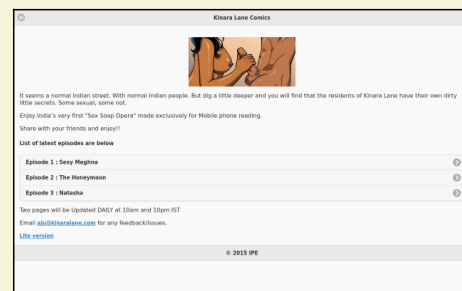 Kinara Lane Comics
It seems a normal Indian street. With normal Indian people. But dig a little deeper and you will find that the residents of Kinara Lane have their own dirty
little secrets. Some sexual, some not.
Enjoy India's very first "Sex Soap Opera" made exclusively for Mobile phone reading.
Share with your friends and enjoy!!
List of latest episodes are below
Episode 1 : Sexy Meghna
Episode 2 : The Honeymoon
Episode 3 : Natasha
Two pages will be Updated DAILY at 10am and 10pm IST
Email aju@kinaralane.com for any feedback/issues.
Lite version
© 2015 IPE